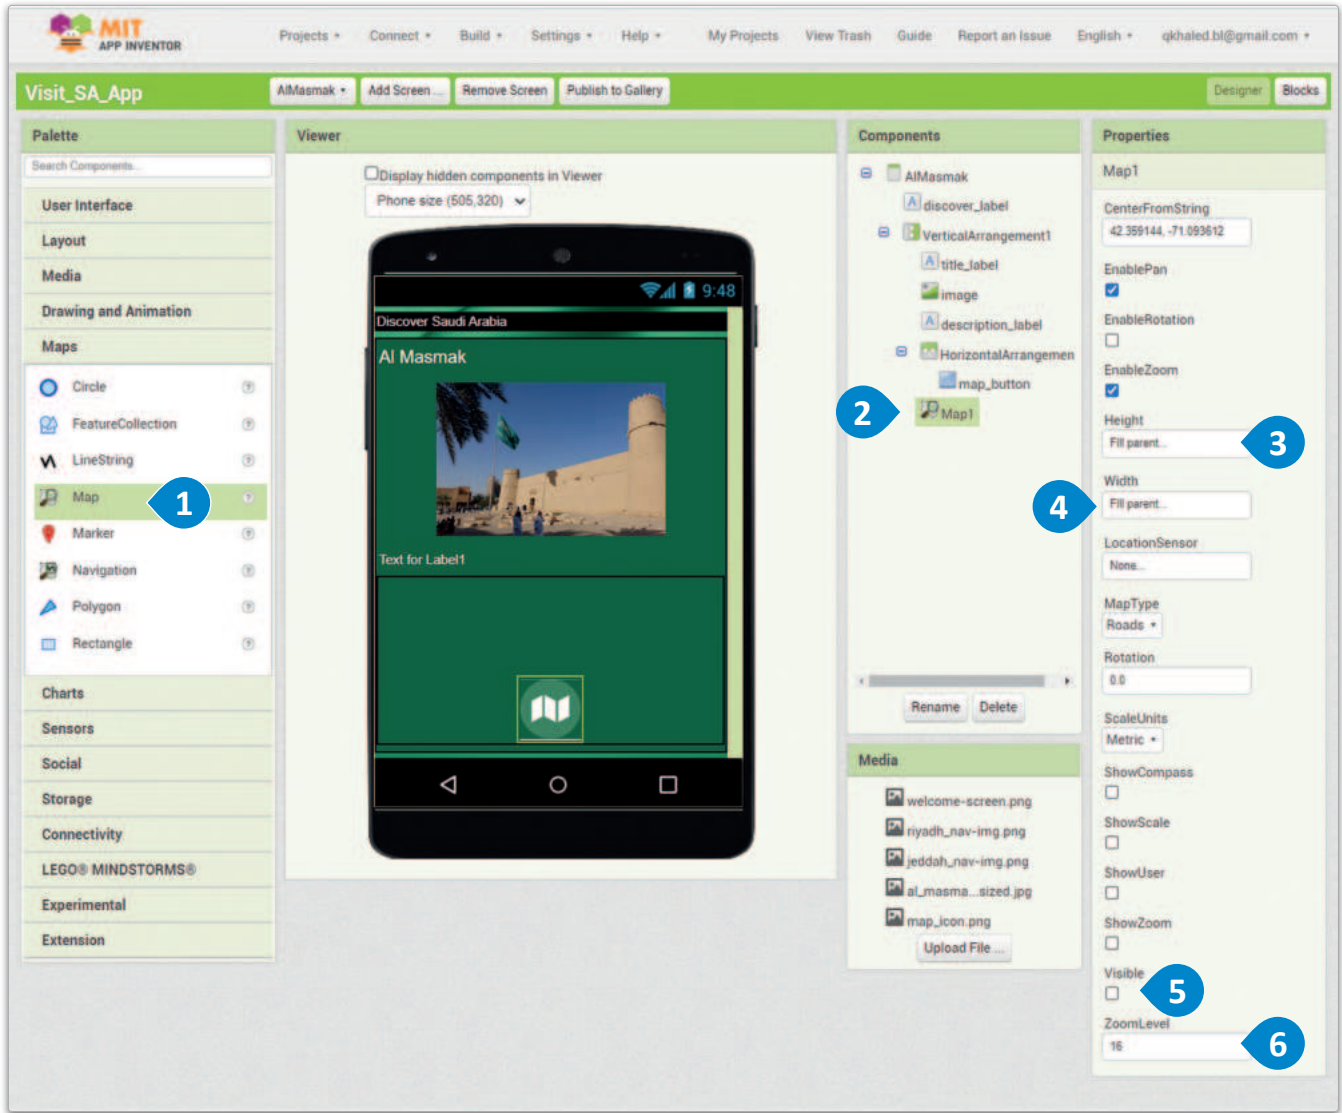 MIT
APP INVENTOR
Projects Connect Build Settings Help My Projects View Trash Guide Report an Issue English qkhaled.bl@gmail.com
Visit_SA_App
AlMasmak Add Screen ... Remove Screen Publish to Gallery Designer Blocks
Palette
Search Components...
User Interface
Layout
Media
Drawing and Animation
Maps
Circle
FeatureCollection
LineString
Map
1
Marker
Navigation
Polygon
Rectangle
Charts
Sensors
Social
Storage
Connectivity
LEGO® MINDSTORMS®
Experimental
Extension
Viewer
Display hidden components in Viewer
Phone size (505,320)
9:48
Discover Saudi Arabia
Al Masmak
Text for Label1
Components
AlMasmak
discover_label
VerticalArrangement1
title_label
image
description_label
HorizontalArrangemen
map_button
2
Map1
Rename Delete
Media
welcome-screen.png
riyadh_nav-img.png
jeddah_nav-img.png
al_masma...sized.jpg
map_icon.png
Upload File ...
Properties
Map1
CenterFromString
42.359144, -71.093612
EnablePan
EnableRotation
EnableZoom
Height
Fill parent...
3
Width
4
Fill parent...
LocationSensor
None...
MapType
Roads
Rotation
0.0
ScaleUnits
Metric
ShowCompass
ShowScale
ShowUser
ShowZoom
Visible
5
ZoomLevel
16
6